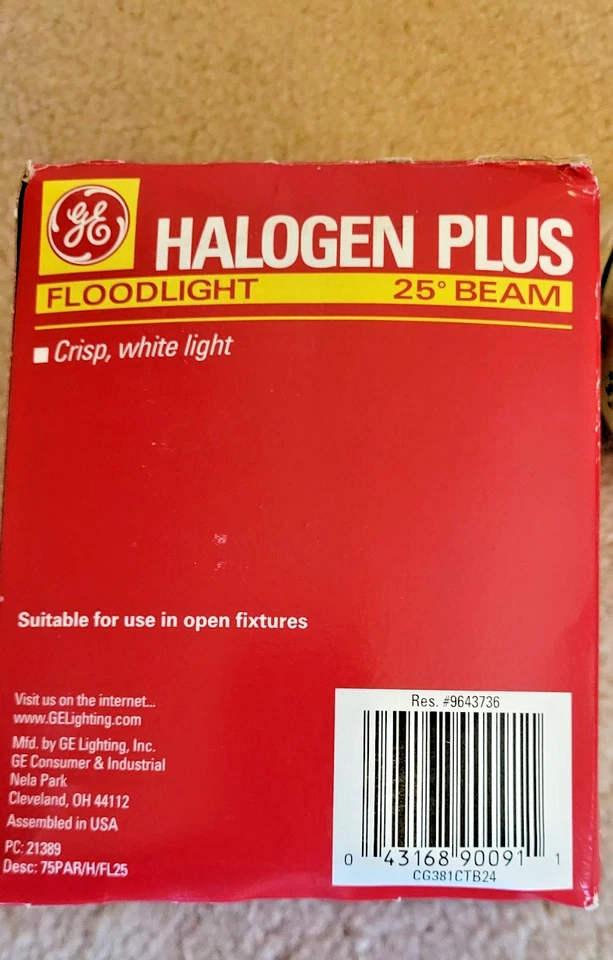 GE
HALOGEN PLUS
FLOODLIGHT 25° BEAM
Crisp, white light
Suitable for use in open fixtures
Visit us on the internet...
www.GELighting.com
Mfd. by GE Lighting, Inc.
GE Consumer & Industrial
Nela Park
Cleveland, OH 44112
Assembled in USA
PC: 21389
Desc: 75PAR/H/FL25
Res. #9643736
0 43168 90091 1
CG381CTB24